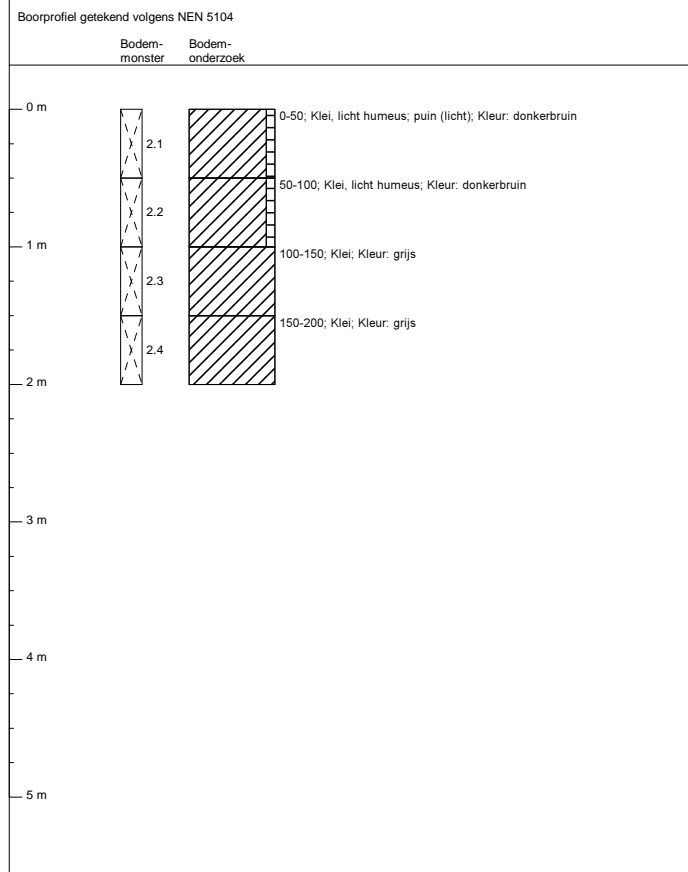 Boorprofiel getekend volgens NEN 5104
Bodem- Bodem-
monster onderzoek
0 m
0-50; Klei, licht humeus; puin (licht); Kleur: donkerbruin
2.1
50-100; Klei, licht humeus; Kleur: donkerbruin
2.2
1 m
100-150; Klei; Kleur: grijs
2.3
150-200; Klei; Kleur: grijs
2.4
2 m
3 m
4 m
5 m